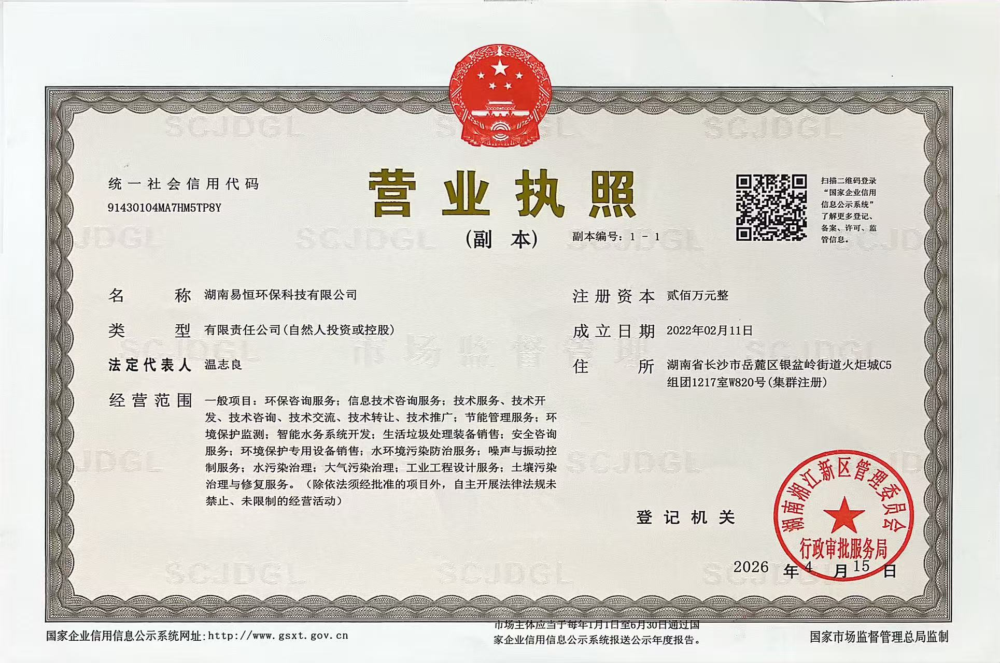 统一社会信用代码
91430104MA7HM5TP8Y
营业执照
(副 本)
副本编号：1 - 1
扫描二维码登录
“国家企业信用
信息公示系统”
了解更多登记、
备案、许可、监
管信息。
名 称 湖南易恒环保科技有限公司
类 型 有限责任公司(自然人投资或控股)
法定代表人 温志良
经营范围 一般项目：环保咨询服务；信息技术咨询服务；技术服务、技术开
发、技术咨询、技术交流、技术转让、技术推广；节能管理服务；环
境保护监测；智能水务系统开发；生活垃圾处理装备销售；安全咨询
服务；环境保护专用设备销售；水环境污染防治服务；噪声与振动控
制服务；水污染治理；大气污染治理；工业工程设计服务；土壤污染
治理与修复服务。（除依法须经批准的项目外，自主开展法律法规未
禁止、未限制的经营活动）
注册资本 贰佰万元整
成立日期 2022年02月11日
住 所 湖南省长沙市岳麓区银盆岭街道火炬城C5
组团1217室W820号(集群注册)
登记机关
湖南湘江新区管理委员会
行政审批服务局
2026 年 4 月 15 日
SCJDGL
市场监督管理
国家企业信用信息公示系统网址:http://www.gsxt.gov.cn
市场主体应当于每年1月1日至6月30日通过国
家企业信用信息公示系统报送公示年度报告。
国家市场监督管理总局监制